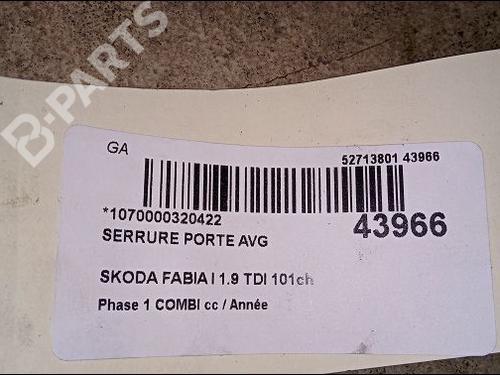 B-PARTS
GA
52713801 43966
*1070000320422
43966
SERRURE PORTE AVG
SKODA FABIA I 1.9 TDI 101ch
Phase 1 COMBI cc / Année